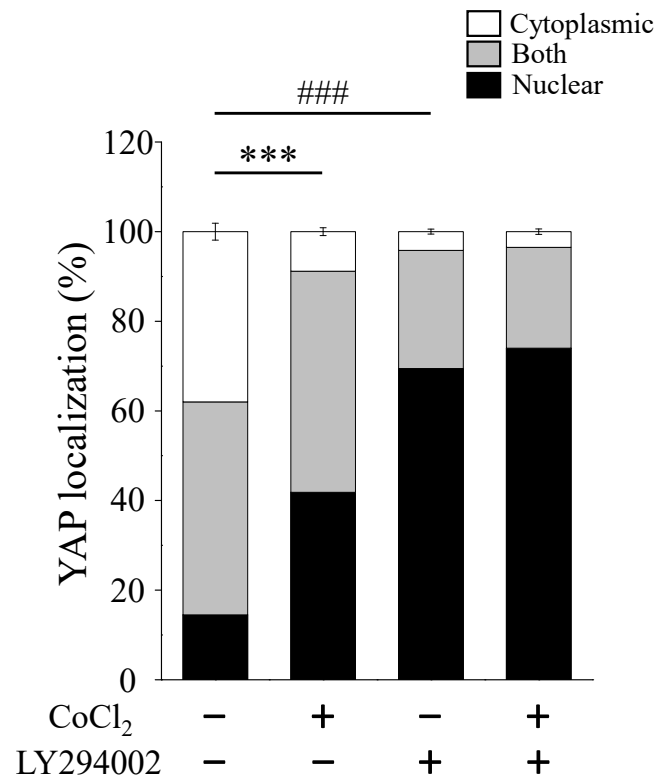 Cytoplasmic
Both
Nuclear
###
***
120
100
80
60
40
20
0
YAP localization (%)
CoCl₂ − + − +
LY294002 − − + +